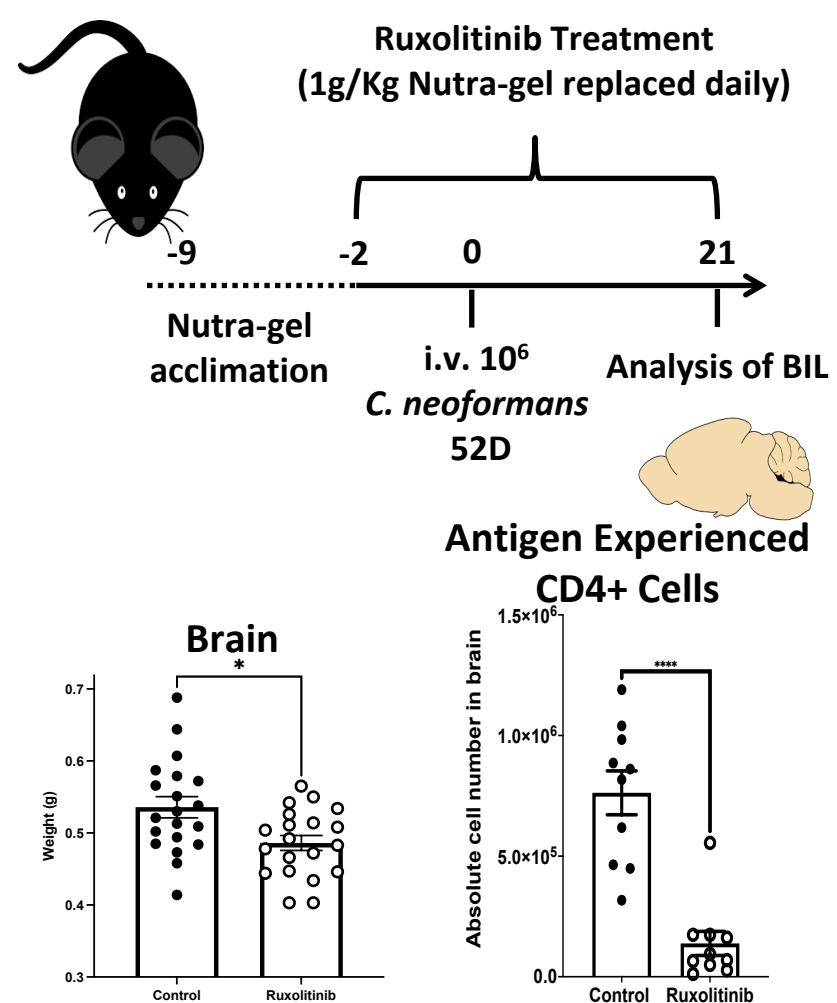 Ruxolitinib Treatment
(1g/Kg Nutra-gel replaced daily)
-9
-2
0
21
Nutra-gel
acclimation
i.v. 10⁶
C. neoformans
52D
Analysis of BIL
Antigen Experienced
CD4+ Cells
Brain
*
Weight (g)
0.7
0.6
0.5
0.4
0.3
Control
Ruxolitinib
Absolute cell number in brain
1.5×10⁶
1.0×10⁶
5.0×10⁵
0.0
****
Control
Ruxolitinib